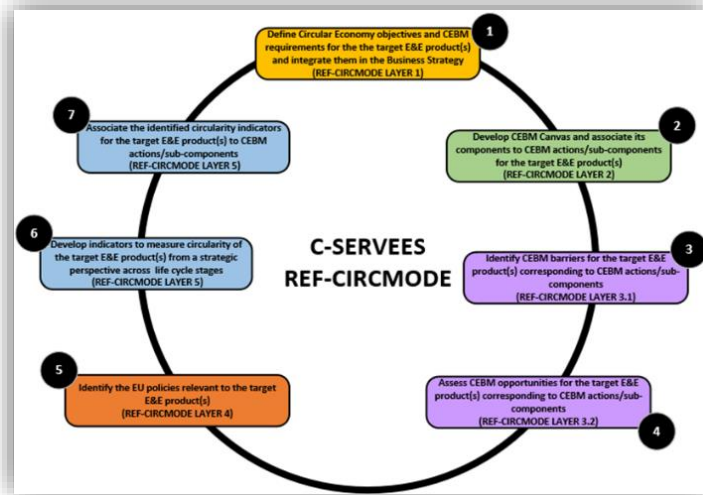 1
Define Circular Economy objectives and CEBM
requirements for the the target E&E product(s)
and integrate them in the Business Strategy
(REF-CIRCMODE LAYER 1)
2
Develop CEBM Canvas and associate its
components to CEBM actions/sub-components
for the target E&E product(s)
(REF-CIRCMODE LAYER 2)
3
Identify CEBM barriers for the target E&E
product(s) corresponding to CEBM actions/sub-
components
(REF-CIRCMODE LAYER 3.1)
4
Assess CEBM opportunities for the target E&E
product(s) corresponding to CEBM actions/sub-
components
(REF-CIRCMODE LAYER 3.2)
5
Identify the EU policies relevant to the target
E&E product(s)
(REF-CIRCMODE LAYER 4)
6
Develop indicators to measure circularity of
the target E&E product(s) from a strategic
perspective across life cycle stages
(REF-CIRCMODE LAYER 5)
7
Associate the identified circularity indicators
for the target E&E product(s) to CEBM
actions/sub-components
(REF-CIRCMODE LAYER 5)
C-SERVEES
REF-CIRCMODE